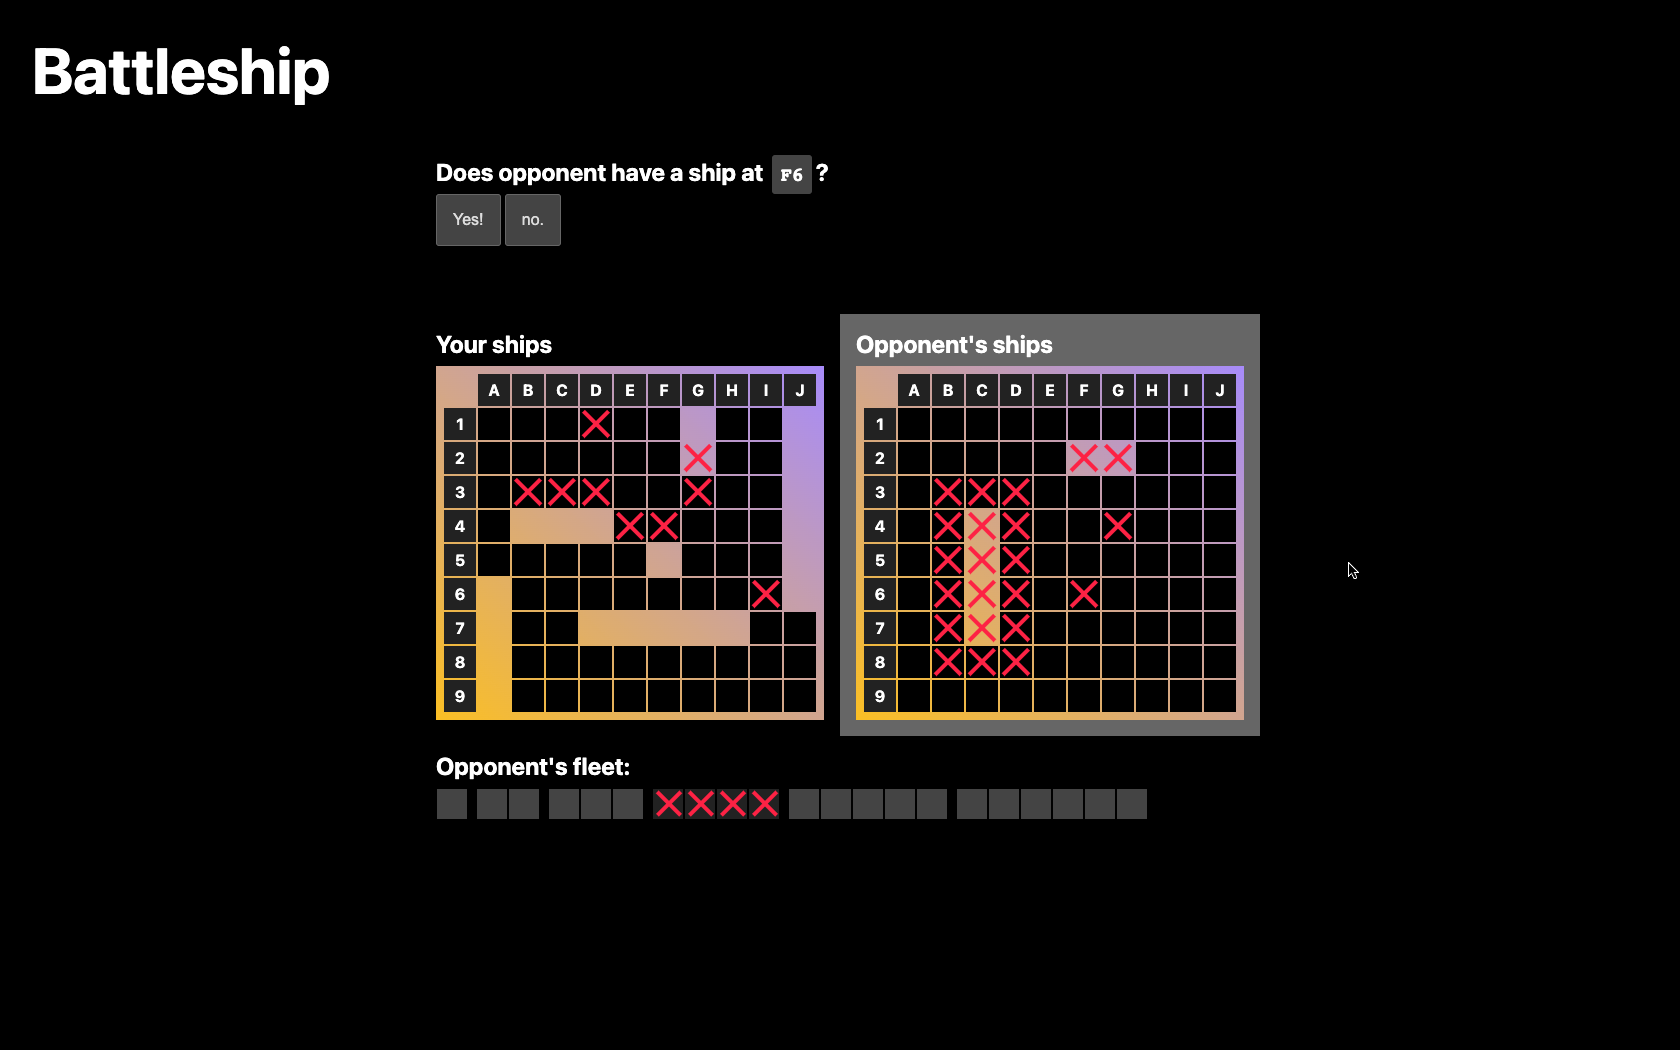 Battleship
Does opponent have a ship at F6 ?
Yes! no.
Your ships
A B C D E F G H I J
1
2
3
4
5
6
7
8
9
Opponent's ships
A B C D E F G H I J
1
2
3
4
5
6
7
8
9
Opponent's fleet: